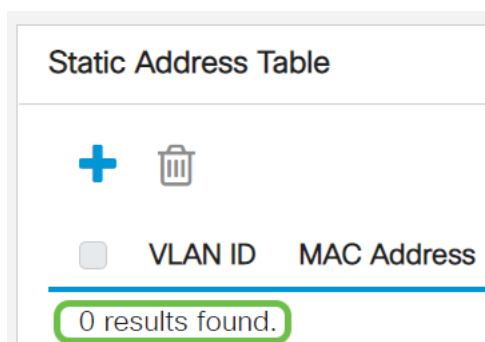 Static Address Table
VLAN ID MAC Address
0 results found.